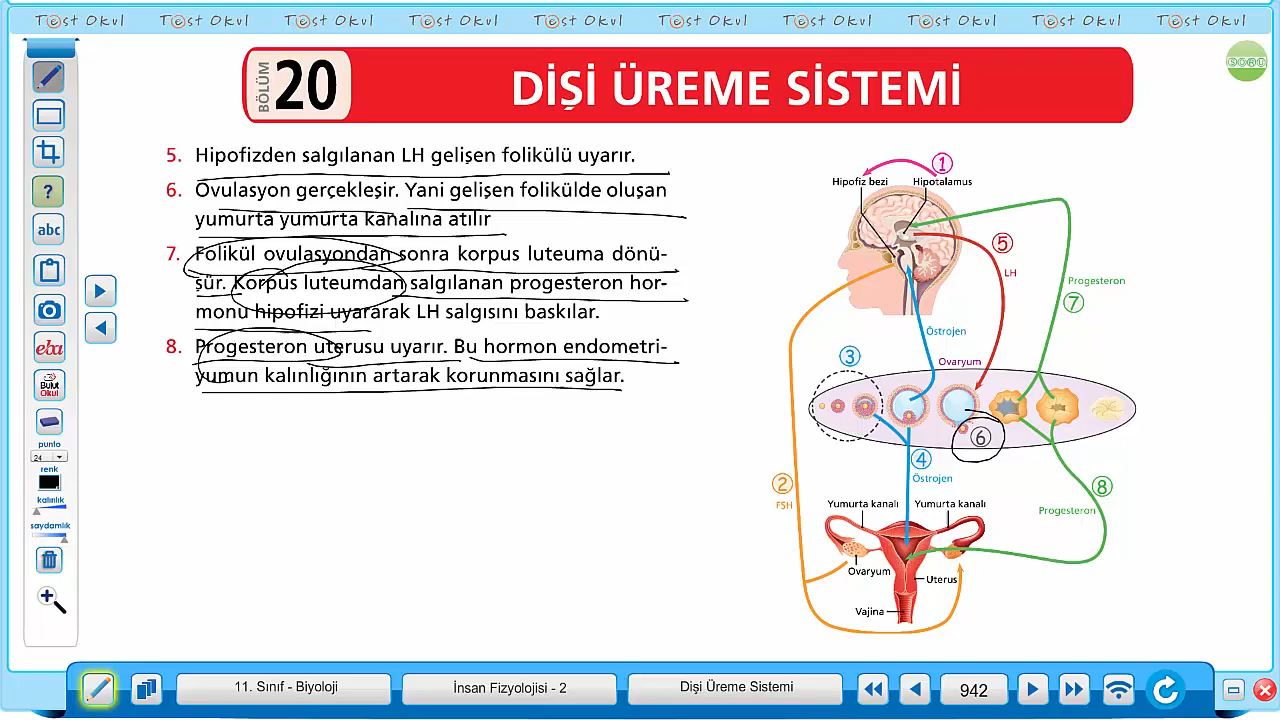 Test Okul Test Okul Test Okul Test Okul Test Okul Test Okul Test Okul Test Okul Test Okul Test Okul
SORU
BÖLÜM 20
DİŞİ ÜREME SİSTEMİ
5. Hipofizden salgılanan LH gelişen folikülü uyarır.
6. Ovulasyon gerçekleşir. Yani gelişen folikülde oluşan
yumurta yumurta kanalına atılır
7. Folikül ovulasyondan sonra korpus luteuma dönü-
şür. Korpus luteumdan salgılanan progesteron hor-
monu hipofizi uyararak LH salgısını baskılar.
8. Progesteron uterusu uyarır. Bu hormon endometri-
yumun kalınlığının artarak korunmasını sağlar.
1
Hipofiz bezi Hipotalamus
5
LH
Progesteron
7
Östrojen
3
Ovaryum
6
4
Östrojen
2
FSH
8
Progesteron
Yumurta kanalı Yumurta kanalı
Ovaryum
Uterus
Vajina
?
abc
eba
Bulut
Okul
punto
24
renk
kalınlık
saydamlık
11. Sınıf - Biyoloji
İnsan Fizyolojisi - 2
Dişi Üreme Sistemi
942